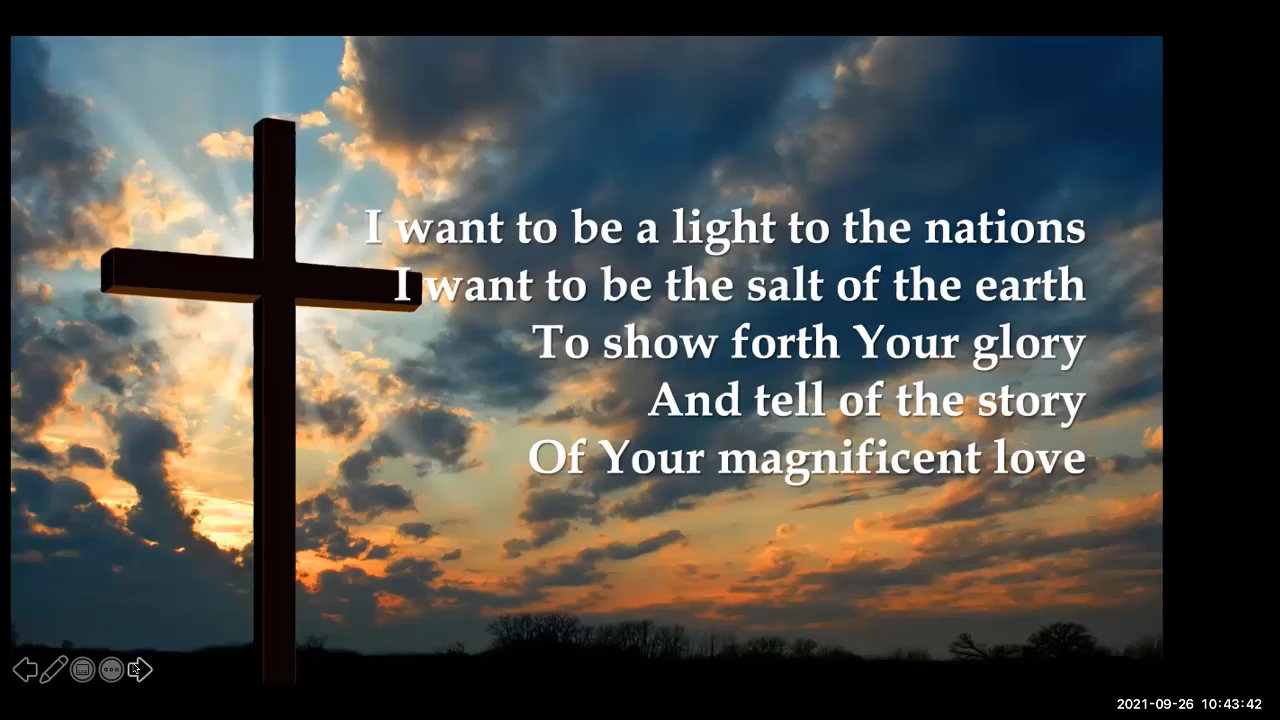 I want to be a light to the nations
I want to be the salt of the earth
To show forth Your glory
And tell of the story
Of Your magnificent love
2021-09-26 10:43:42